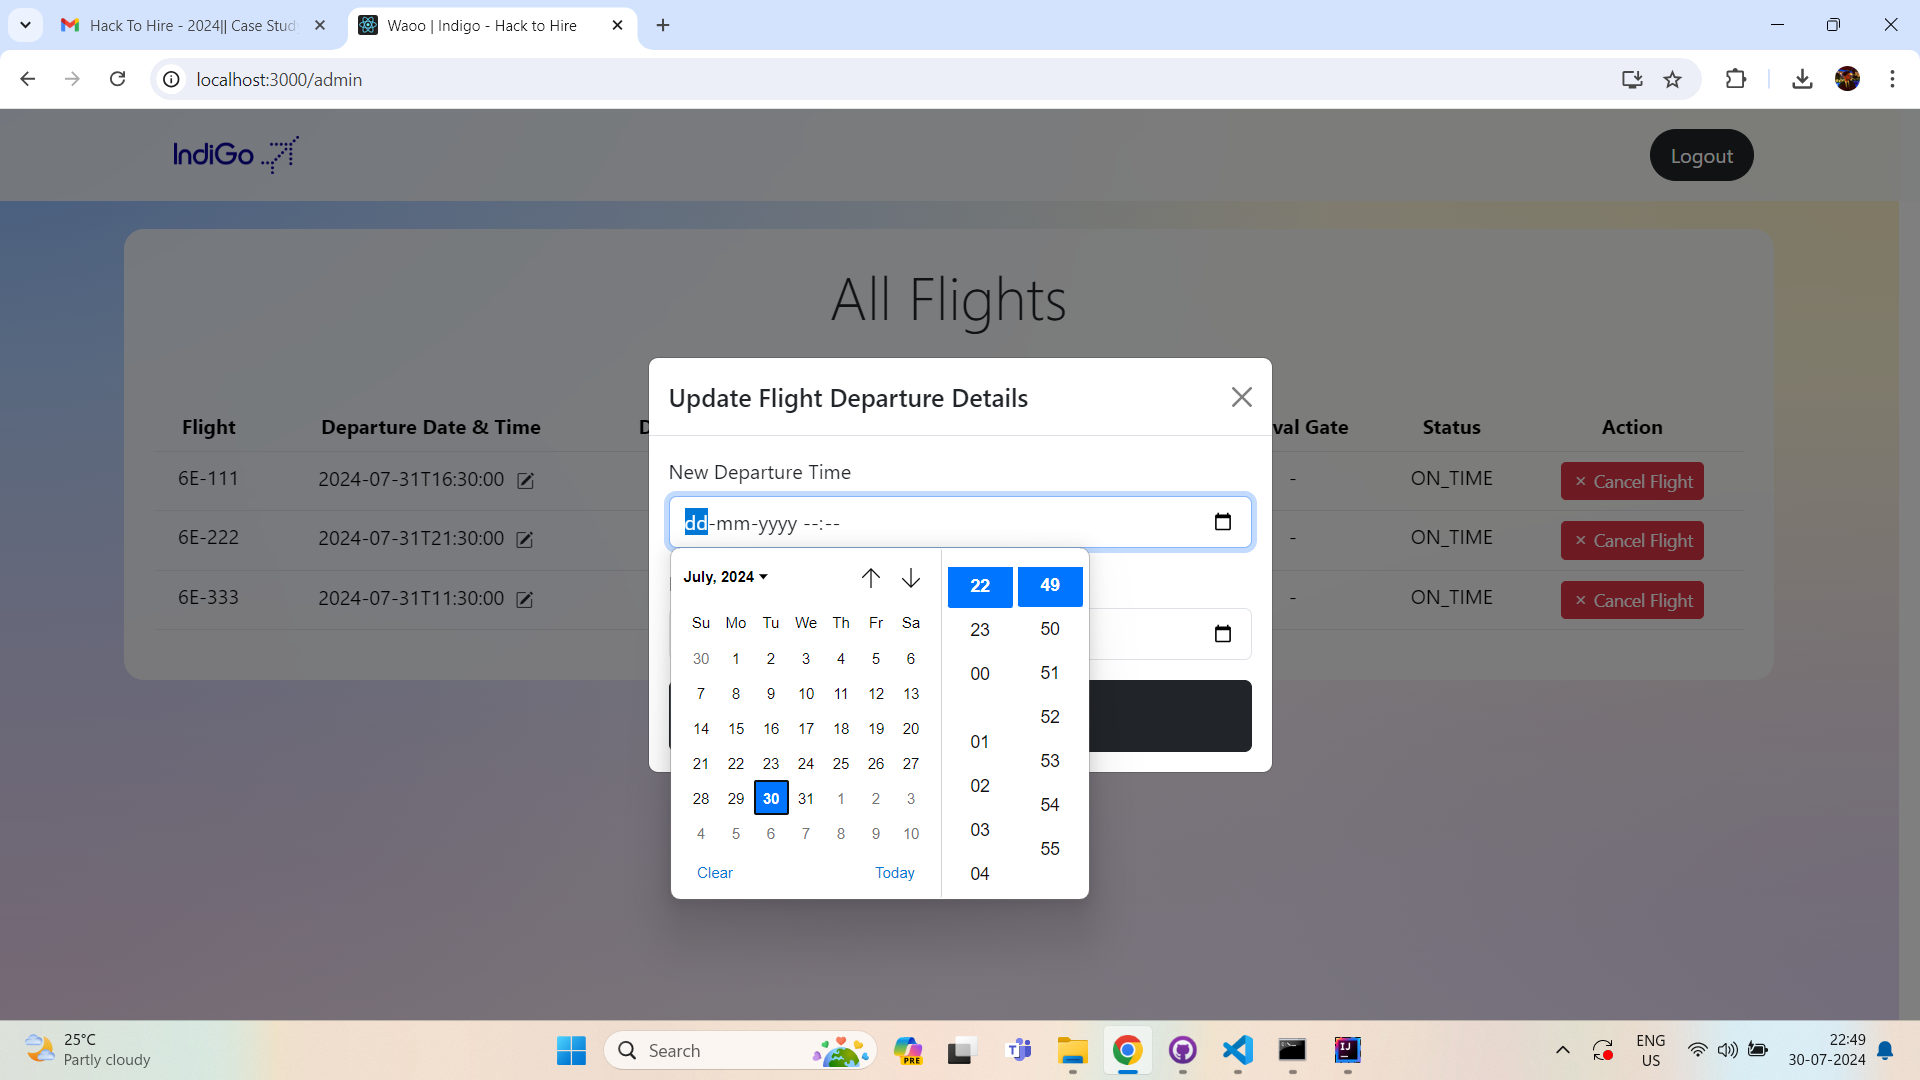 Hack To Hire - 2024|| Case Stud
Waoo | Indigo - Hack to Hire
localhost:3000/admin
IndiGo
Logout
All Flights
Flight Departure Date & Time D val Gate Status Action
6E-111 2024-07-31T16:30:00 - ON_TIME × Cancel Flight
6E-222 2024-07-31T21:30:00 - ON_TIME × Cancel Flight
6E-333 2024-07-31T11:30:00 - ON_TIME × Cancel Flight
Update Flight Departure Details
New Departure Time
dd-mm-yyyy --:--
July, 2024
Su Mo Tu We Th Fr Sa
30 1 2 3 4 5 6
7 8 9 10 11 12 13
14 15 16 17 18 19 20
21 22 23 24 25 26 27
28 29 30 31 1 2 3
4 5 6 7 8 9 10
Clear Today
22 49
23 50
00 51
52
01 53
02 54
03 55
04
25°C
Partly cloudy
Search
PRE
ENG
US
22:49
30-07-2024